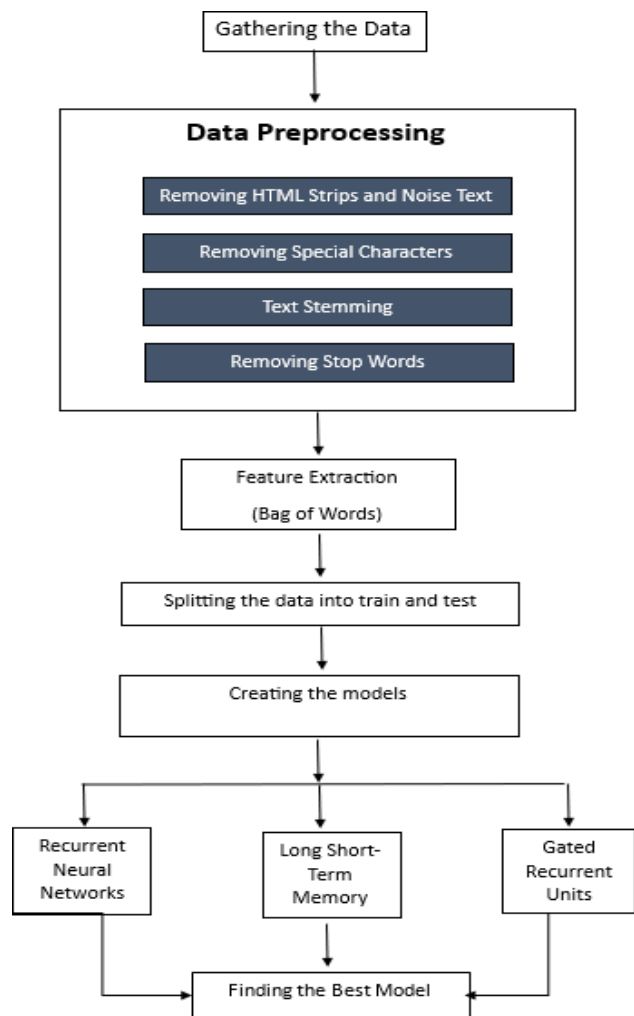 Gathering the Data
Data Preprocessing
Removing HTML Strips and Noise Text
Removing Special Characters
Text Stemming
Removing Stop Words
Feature Extraction
(Bag of Words)
Splitting the data into train and test
Creating the models
Recurrent
Neural
Networks
Long Short-
Term
Memory
Gated
Recurrent
Units
Finding the Best Model